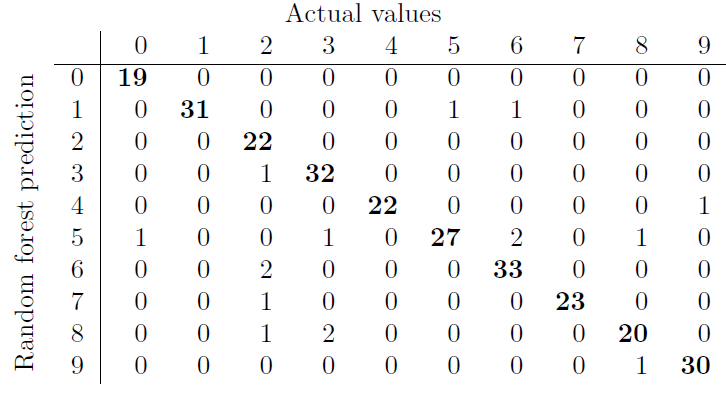 Actual values
0 1 2 3 4 5 6 7 8 9
Random forest prediction
0 19 0 0 0 0 0 0 0 0 0
1 0 31 0 0 0 1 1 0 0 0
2 0 0 22 0 0 0 0 0 0 0
3 0 0 1 32 0 0 0 0 0 0
4 0 0 0 0 22 0 0 0 0 1
5 1 0 0 1 0 27 2 0 1 0
6 0 0 2 0 0 0 33 0 0 0
7 0 0 1 0 0 0 0 23 0 0
8 0 0 1 2 0 0 0 0 20 0
9 0 0 0 0 0 0 0 0 1 30